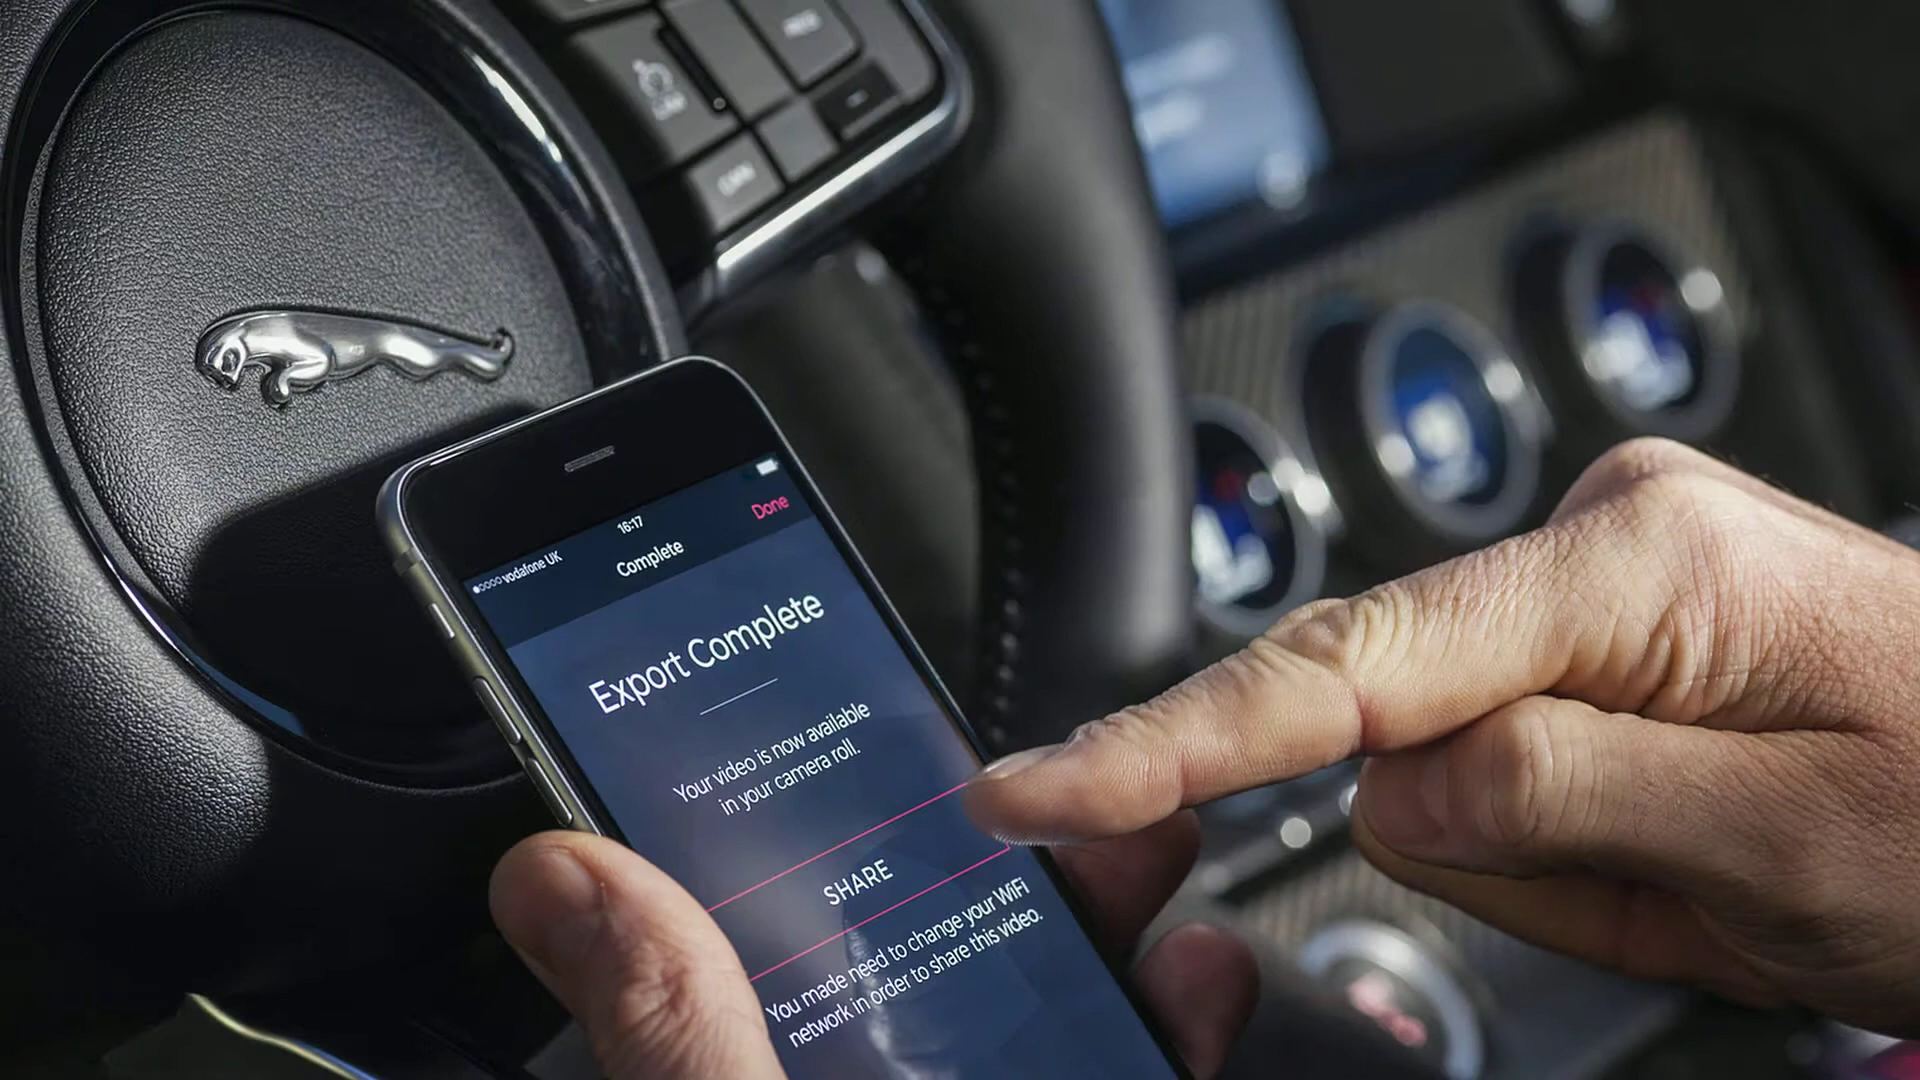 vodafone UK
16:17
Done
Complete
Export Complete
Your video is now available
in your camera roll.
SHARE
You made need to change your WiFi
network in order to share this video.